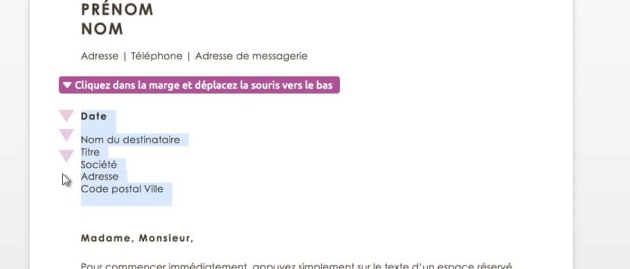 PRÉNOM
NOM
Adresse | Téléphone | Adresse de messagerie
Cliquez dans la marge et déplacez la souris vers le bas
Date
Nom du destinataire
Titre
Société
Adresse
Code postal Ville
Madame, Monsieur,
Pour commencer immédiatement, appuyez simplement sur le texte d'un espace réservé